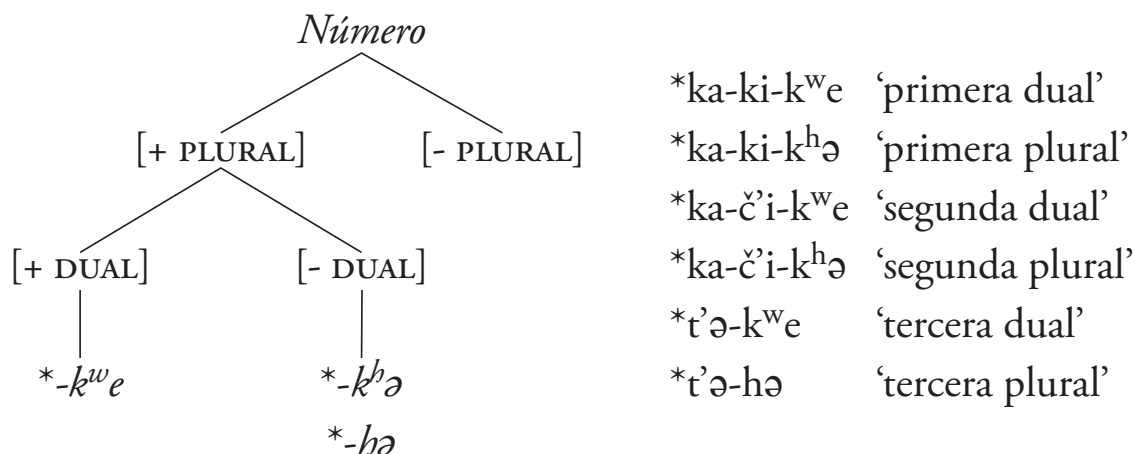 Número
[+ PLURAL] [- PLURAL]
[+ DUAL] [- DUAL]
*-kʷe *-kʰə
*-hə
*ka-ki-kʷe ‘primera dual’
*ka-ki-kʰə ‘primera plural’
*ka-č’i-kʷe ‘segunda dual’
*ka-č’i-kʰə ‘segunda plural’
*t’ə-kʷe ‘tercera dual’
*t’ə-hə ‘tercera plural’